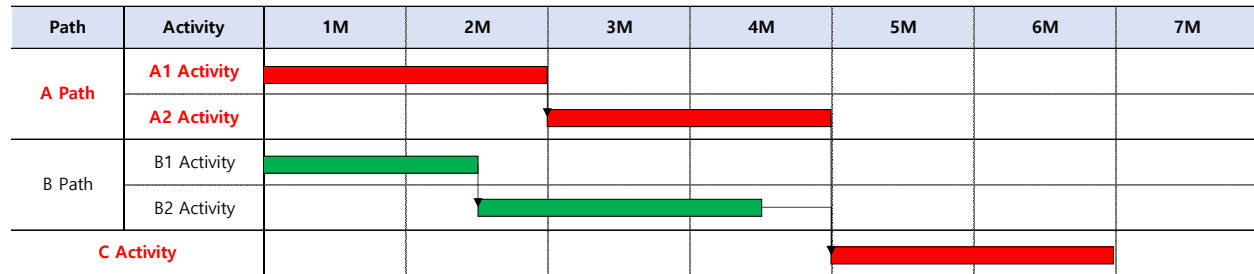 Path Activity 1M 2M 3M 4M 5M 6M 7M
A Path
A1 Activity
A2 Activity
B Path
B1 Activity
B2 Activity
C Activity